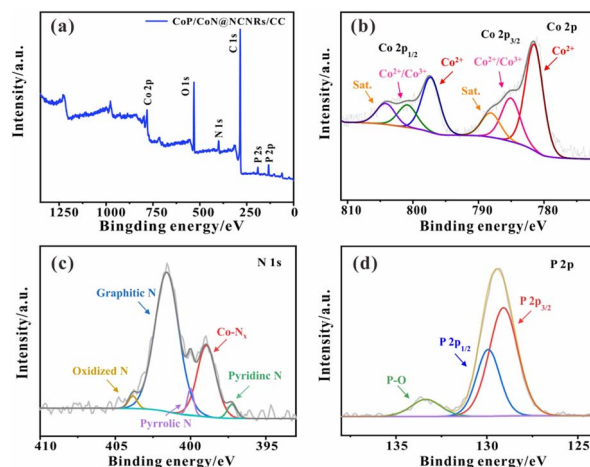 (a)
CoP/CoN@NCNRs/CC
C 1s
O 1s
Co 2p
N 1s
P 2s
P 2p
Intensity/a.u.
1250 1000 750 500 250 0
Bingding energy/eV
(b)
Co 2p
Co 2p1/2
Co 2p3/2
Co²⁺/Co³⁺
Co²⁺
Sat.
Co²⁺/Co³⁺
Co²⁺
Sat.
Intensity/a.u.
810 800 790 780
Bingding energy/eV
(c)
N 1s
Graphitic N
Co-Nx
Oxidized N
Pyridinc N
Pyrrolic N
Intensity/a.u.
410 405 400 395
Binding energy/eV
(d)
P 2p
P 2p3/2
P 2p1/2
P-O
Intensity/a.u.
135 130 125
Binding energy/eV